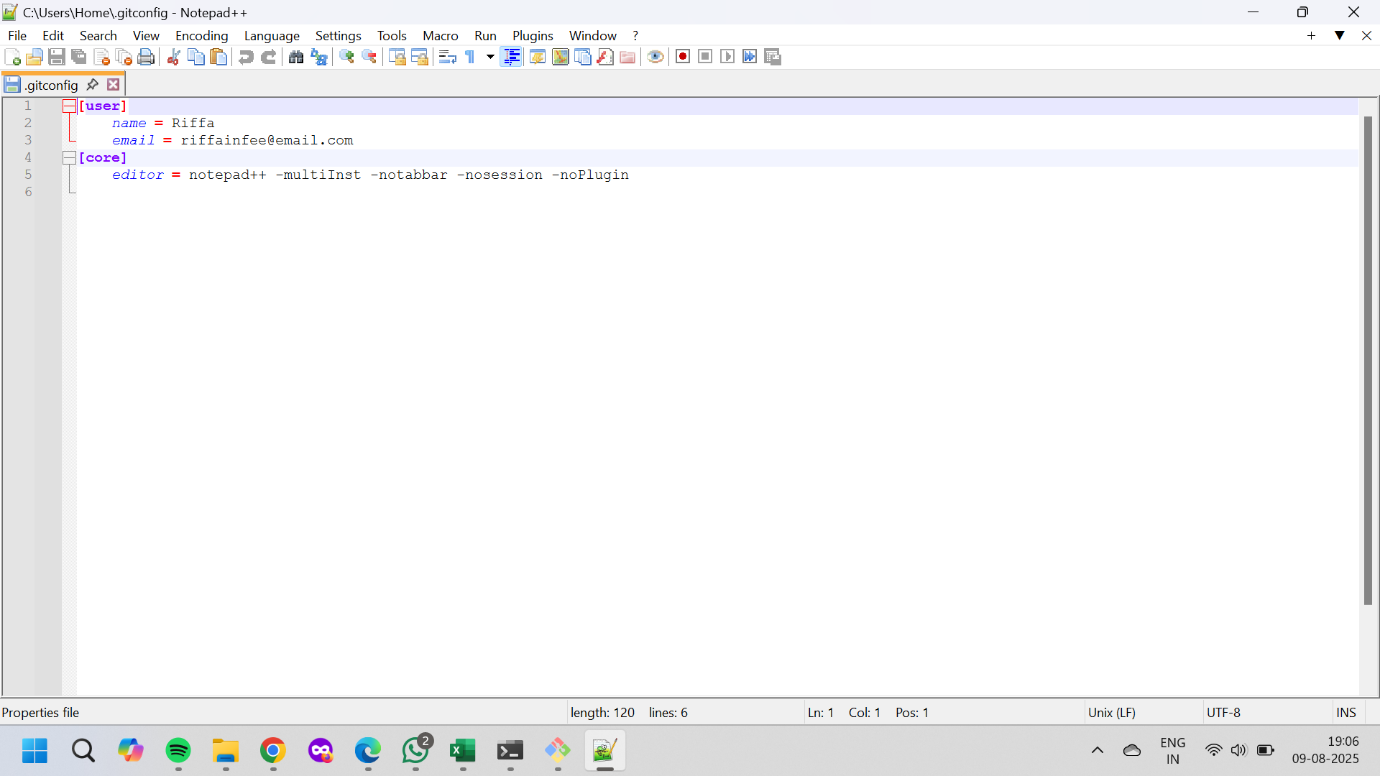 C:\Users\Home\.gitconfig - Notepad++
File Edit Search View Encoding Language Settings Tools Macro Run Plugins Window ?
.gitconfig
1 [user]
2 name = Riffa
3 email = riffainfee@email.com
4 [core]
5 editor = notepad++ -multiInst -notabbar -nosession -noPlugin
6
Properties file length: 120 lines: 6 Ln: 1 Col: 1 Pos: 1 Unix (LF) UTF-8 INS
2
ENG
IN
19:06
09-08-2025